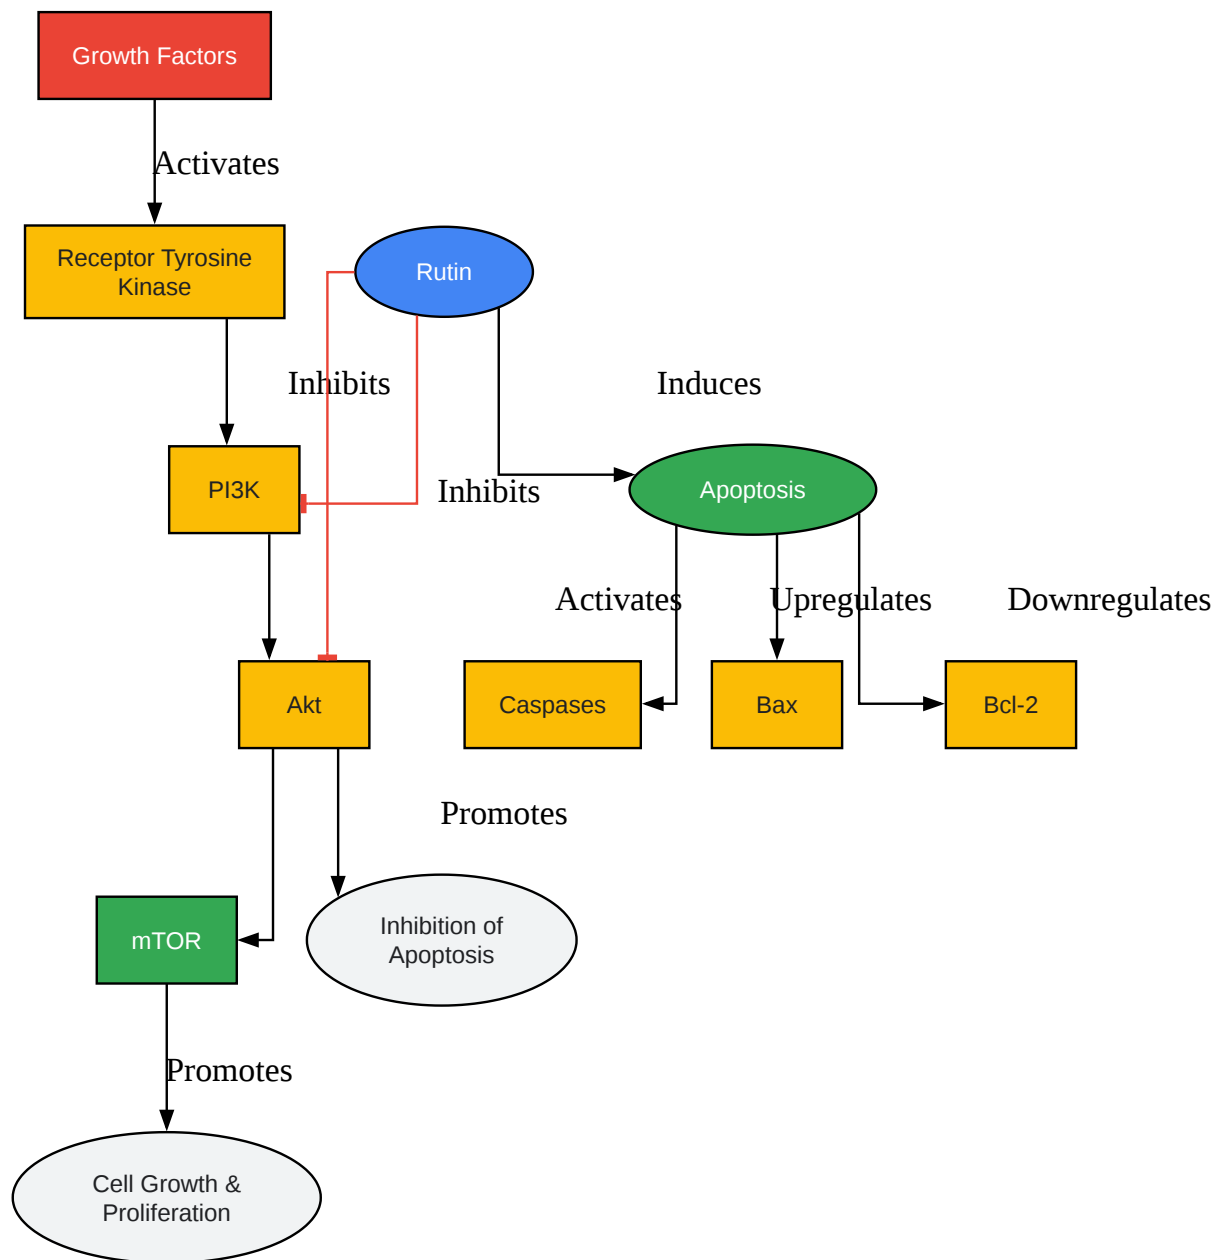 Growth Factors
Activates
Receptor Tyrosine
Kinase
Rutin
Inhibits
Induces
PI3K
Inhibits
Apoptosis
Activates
Upregulates
Downregulates
Akt
Caspases
Bax
Bcl-2
Promotes
Inhibition of
Apoptosis
mTOR
Promotes
Cell Growth &
Proliferation